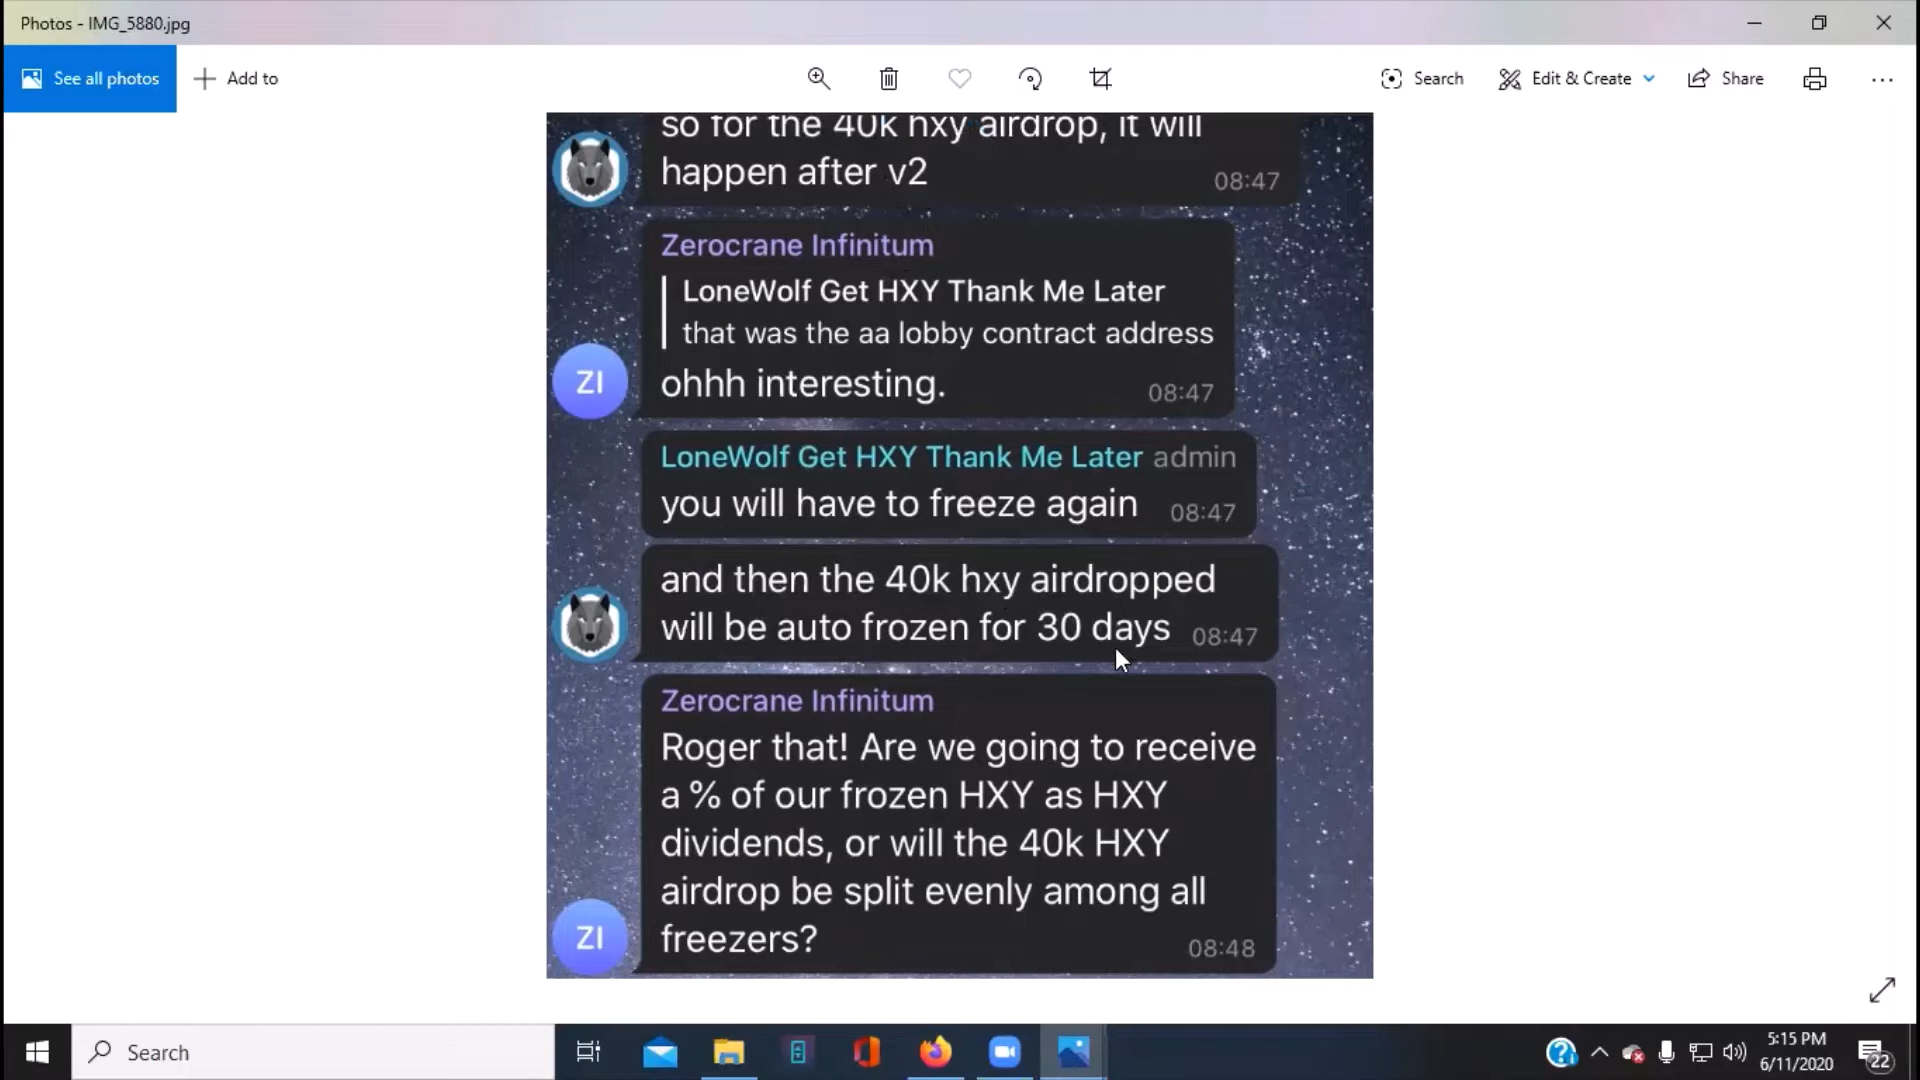 Photos - IMG_5880.jpg
See all photos
Add to
Search
Edit & Create
Share
so for the 40k hxy airdrop, it will
happen after v2
08:47
Zerocrane Infinitum
LoneWolf Get HXY Thank Me Later
that was the aa lobby contract address
ZI
ohhh interesting.
08:47
LoneWolf Get HXY Thank Me Later admin
you will have to freeze again
08:47
and then the 40k hxy airdropped
will be auto frozen for 30 days
08:47
Zerocrane Infinitum
Roger that! Are we going to receive
a % of our frozen HXY as HXY
dividends, or will the 40k HXY
airdrop be split evenly among all
ZI
freezers?
08:48
Search
5:15 PM
6/11/2020
22